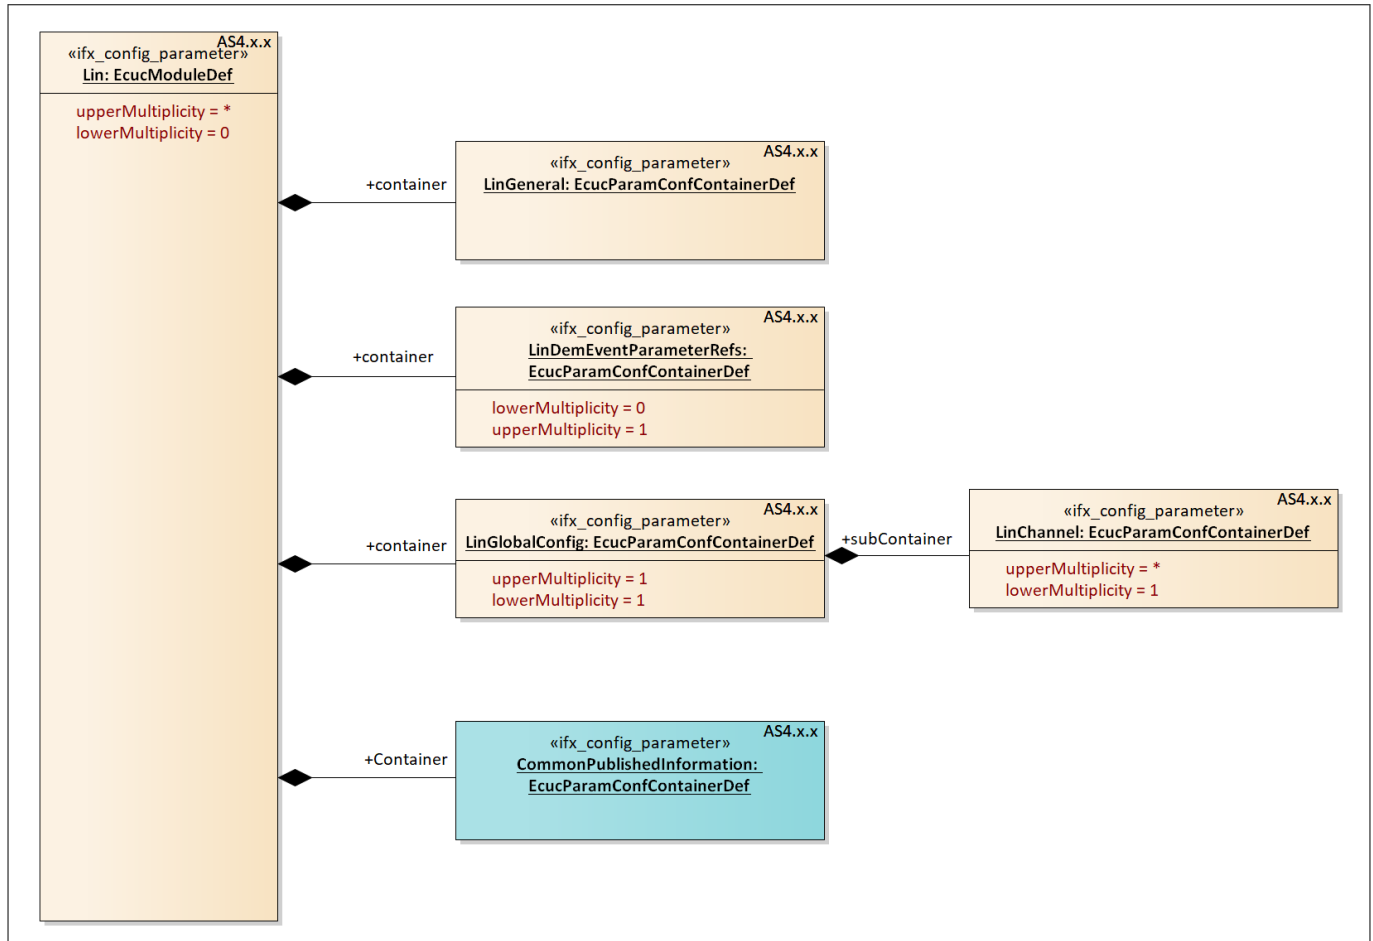 AS4.x.x
«ifx_config_parameter»
Lin: EcucModuleDef
upperMultiplicity = *
lowerMultiplicity = 0
+container
AS4.x.x
«ifx_config_parameter»
LinGeneral: EcucParamConfContainerDef
+container
AS4.x.x
«ifx_config_parameter»
LinDemEventParameterRefs:
EcucParamConfContainerDef
lowerMultiplicity = 0
upperMultiplicity = 1
+container
AS4.x.x
«ifx_config_parameter»
LinGlobalConfig: EcucParamConfContainerDef
upperMultiplicity = 1
lowerMultiplicity = 1
+subContainer
AS4.x.x
«ifx_config_parameter»
LinChannel: EcucParamConfContainerDef
upperMultiplicity = *
lowerMultiplicity = 1
+Container
AS4.x.x
«ifx_config_parameter»
CommonPublishedInformation:
EcucParamConfContainerDef